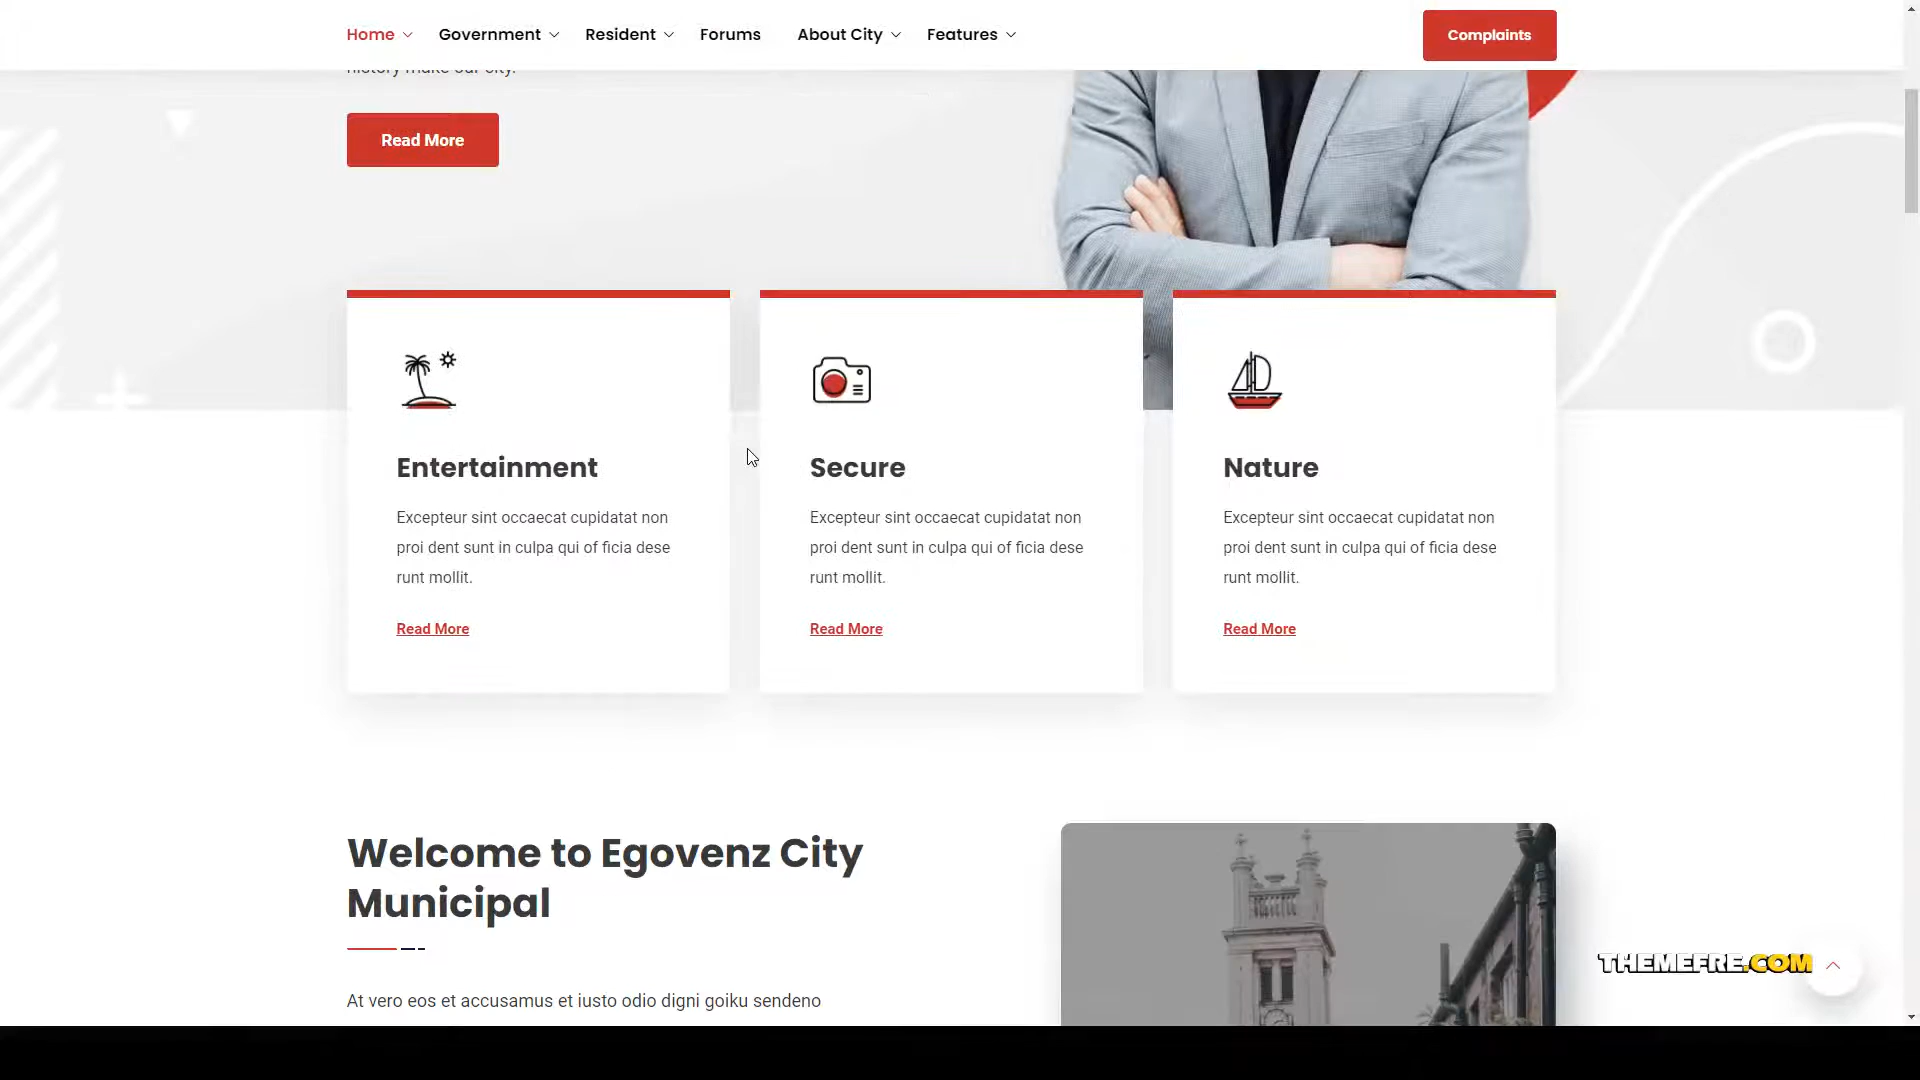 Home Government Resident Forums About City Features Complaints
history make our city.
Read More
Entertainment
Excepteur sint occaecat cupidatat non
proi dent sunt in culpa qui of ficia dese
runt mollit.
Read More
Secure
Excepteur sint occaecat cupidatat non
proi dent sunt in culpa qui of ficia dese
runt mollit.
Read More
Nature
Excepteur sint occaecat cupidatat non
proi dent sunt in culpa qui of ficia dese
runt mollit.
Read More
Welcome to Egovenz City
Municipal
At vero eos et accusamus et iusto odio digni goiku sendeno
THEMEFRE.COM